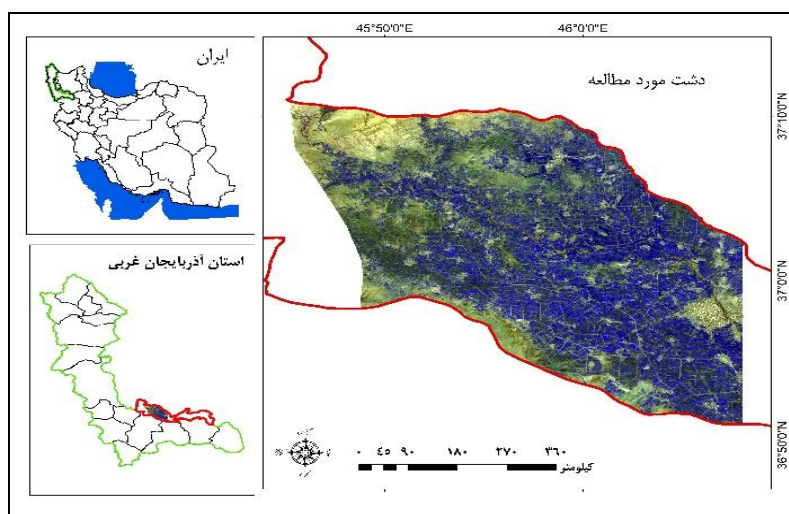 45°50'0"E 46°0'0"E
ایران
دشت مورد مطالعه
37°10'0"N
استان آذربایجان غربی
37°0'0"N
36°50'0"N
۰ ۴۵ ۹۰ ۱۸۰ ۲۷۰ ۳۶۰
کیلومتر